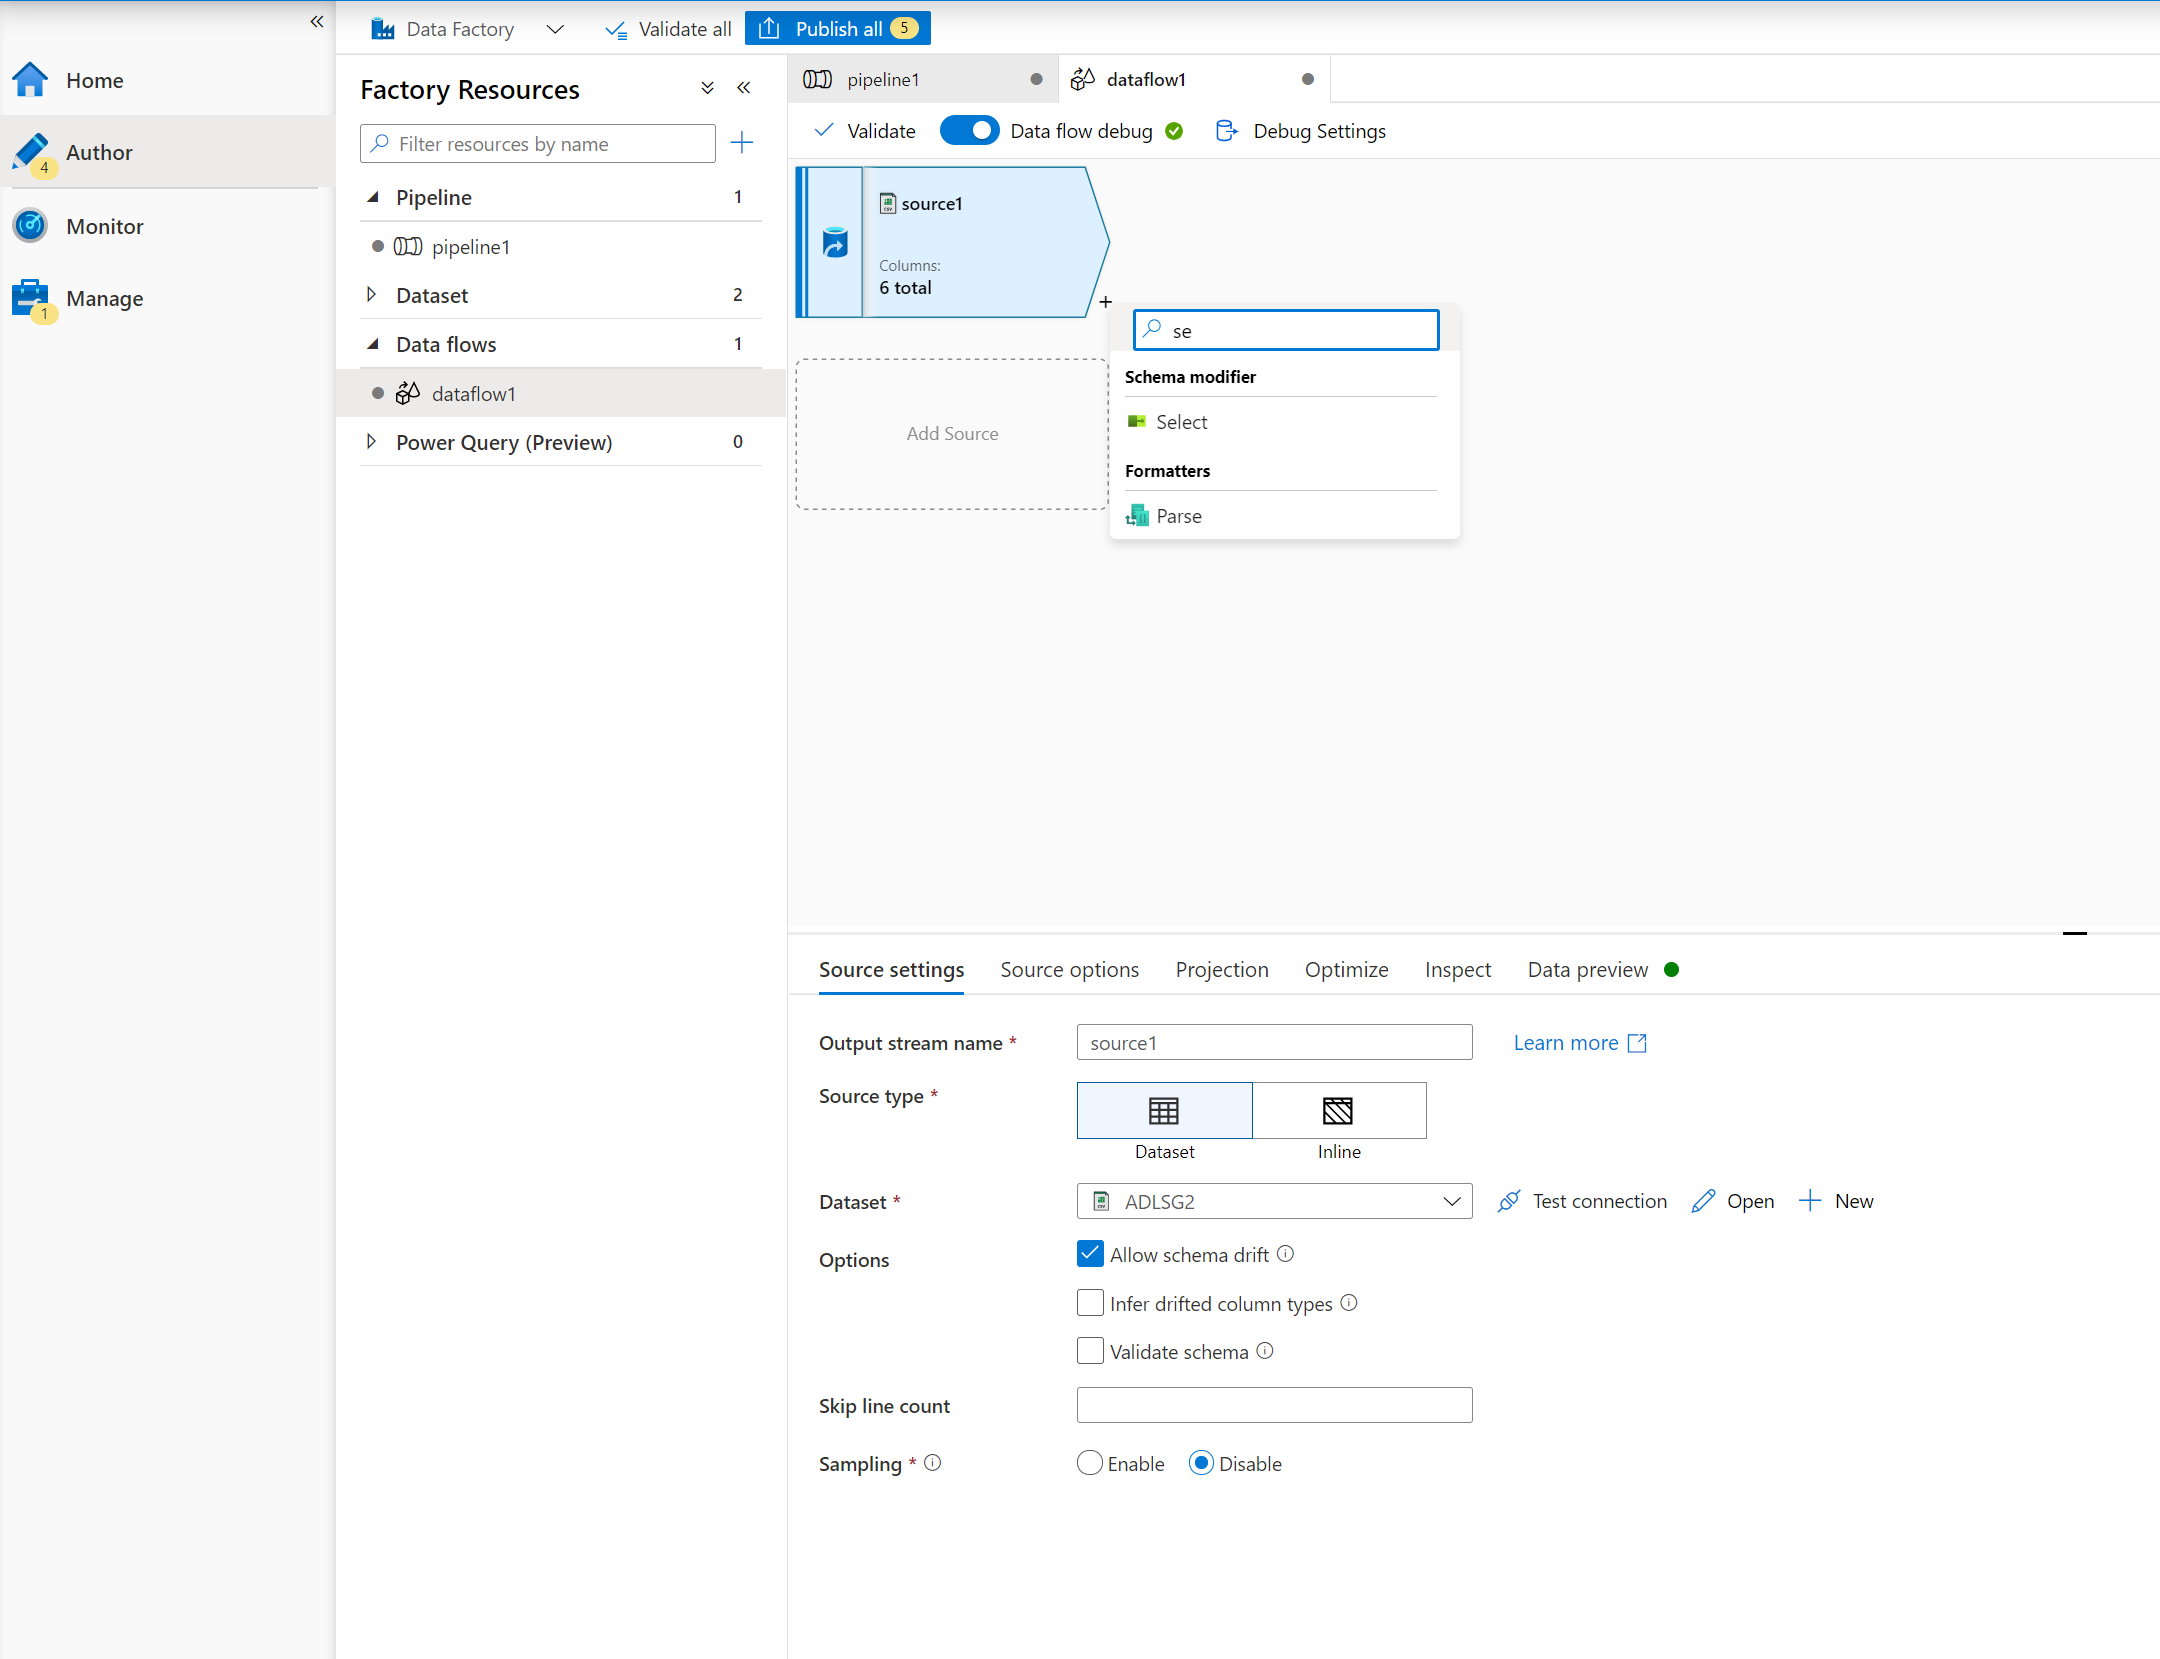 Data Factory
Validate all
Publish all 5
Home
Author
4
Monitor
Manage
1
Factory Resources
Filter resources by name
Pipeline 1
pipeline1
Dataset 2
Data flows 1
dataflow1
Power Query (Preview) 0
pipeline1
dataflow1
Validate
Data flow debug
Debug Settings
source1
Columns:
6 total
Add Source
se
Schema modifier
Select
Formatters
Parse
Source settings
Source options
Projection
Optimize
Inspect
Data preview
Output stream name *
source1
Learn more
Source type *
Dataset
Inline
Dataset *
ADLSG2
Test connection
Open
New
Options
Allow schema drift
Infer drifted column types
Validate schema
Skip line count
Sampling *
Enable
Disable